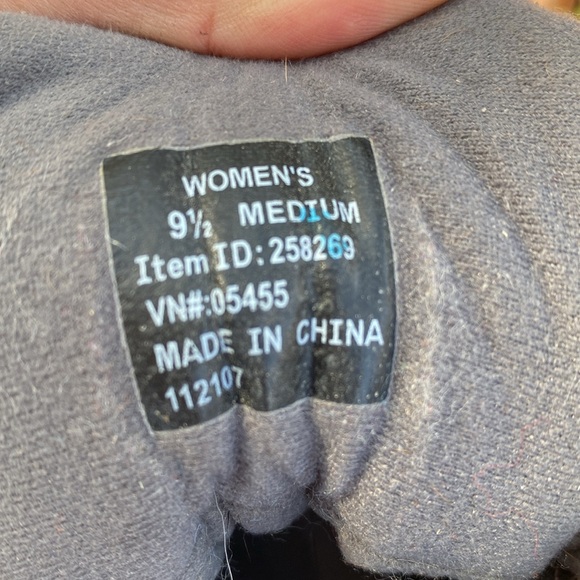 WOMEN'S
9½ MEDIUM
Item ID: 258269
VN#:05455
MADE IN CHINA
112107